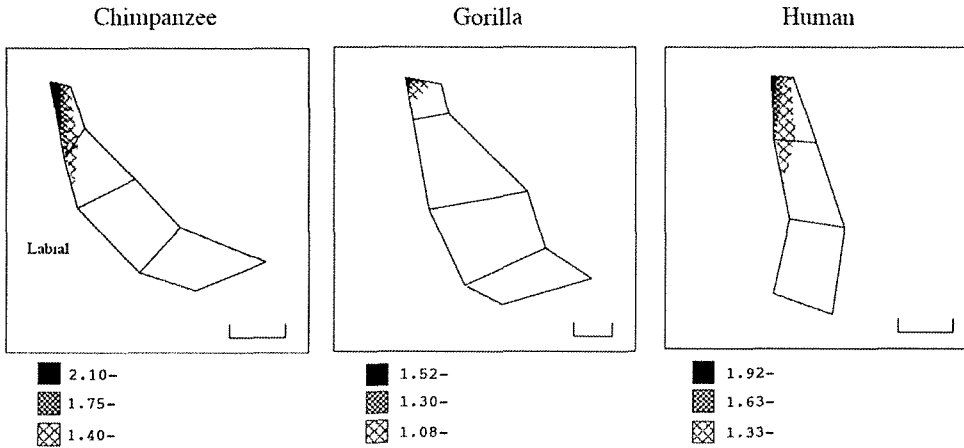 Chimpanzee Gorilla Human
Labial
2.10- 1.52- 1.92-
1.75- 1.30- 1.63-
1.40- 1.08- 1.33-